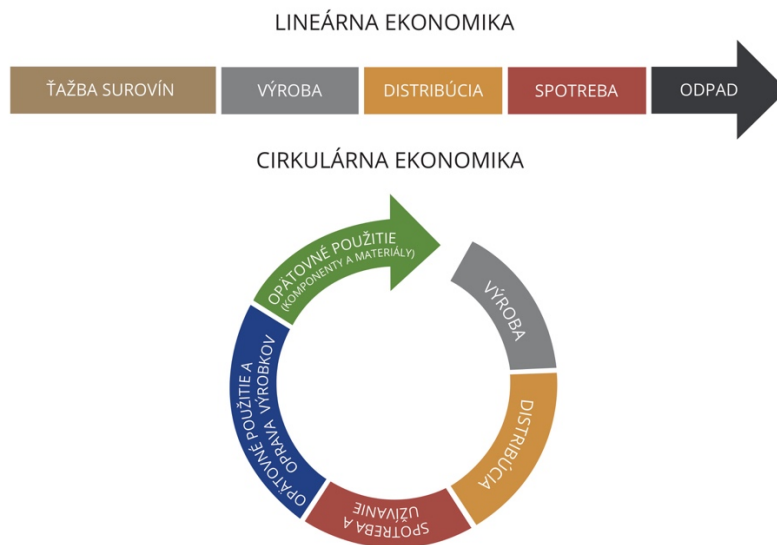 LINEÁRNA EKONOMIKA
ŤAŽBA SUROVÍN
VÝROBA
DISTRIBÚCIA
SPOTREBA
ODPAD
CIRKULÁRNA EKONOMIKA
OPÄTOVNÉ POUŽITIE
(KOMPONENTY A MATERIÁLY)
VÝROBA
DISTRIBÚCIA
SPOTREBA A
UŽÍVANIE
OPÄTOVNÉ POUŽITIE A
OPRAVA VÝROBKOV